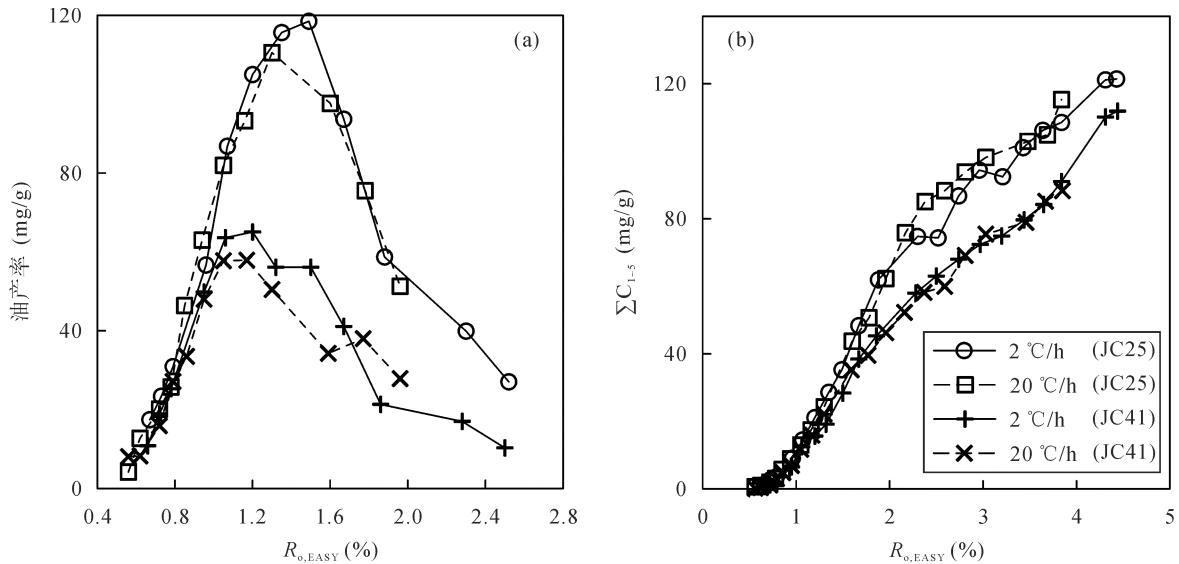 120
80
40
0
油产率 (mg/g)
(a)
0.4 0.8 1.2 1.6 2.0 2.4 2.8
Ro,EASY (%)
120
80
40
0
∑C1-5 (mg/g)
(b)
2 ℃/h (JC25)
20 ℃/h (JC25)
2 ℃/h (JC41)
20 ℃/h (JC41)
0 1 2 3 4 5
Ro,EASY (%)